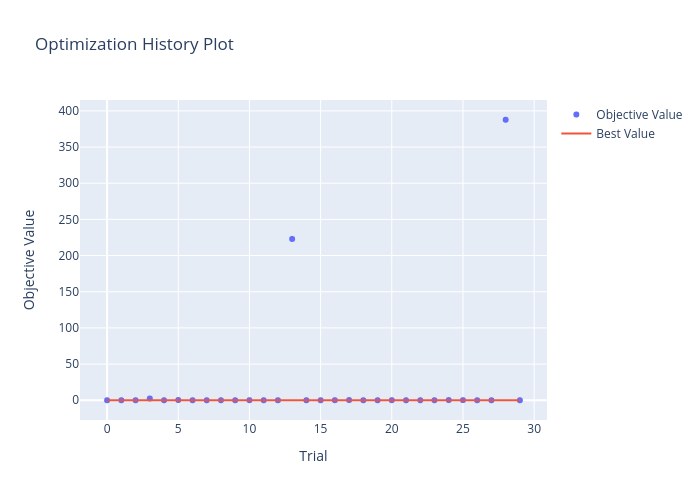 Optimization History Plot
Objective Value
Best Value
400
350
300
250
200
150
100
50
0
Objective Value
0 5 10 15 20 25 30
Trial